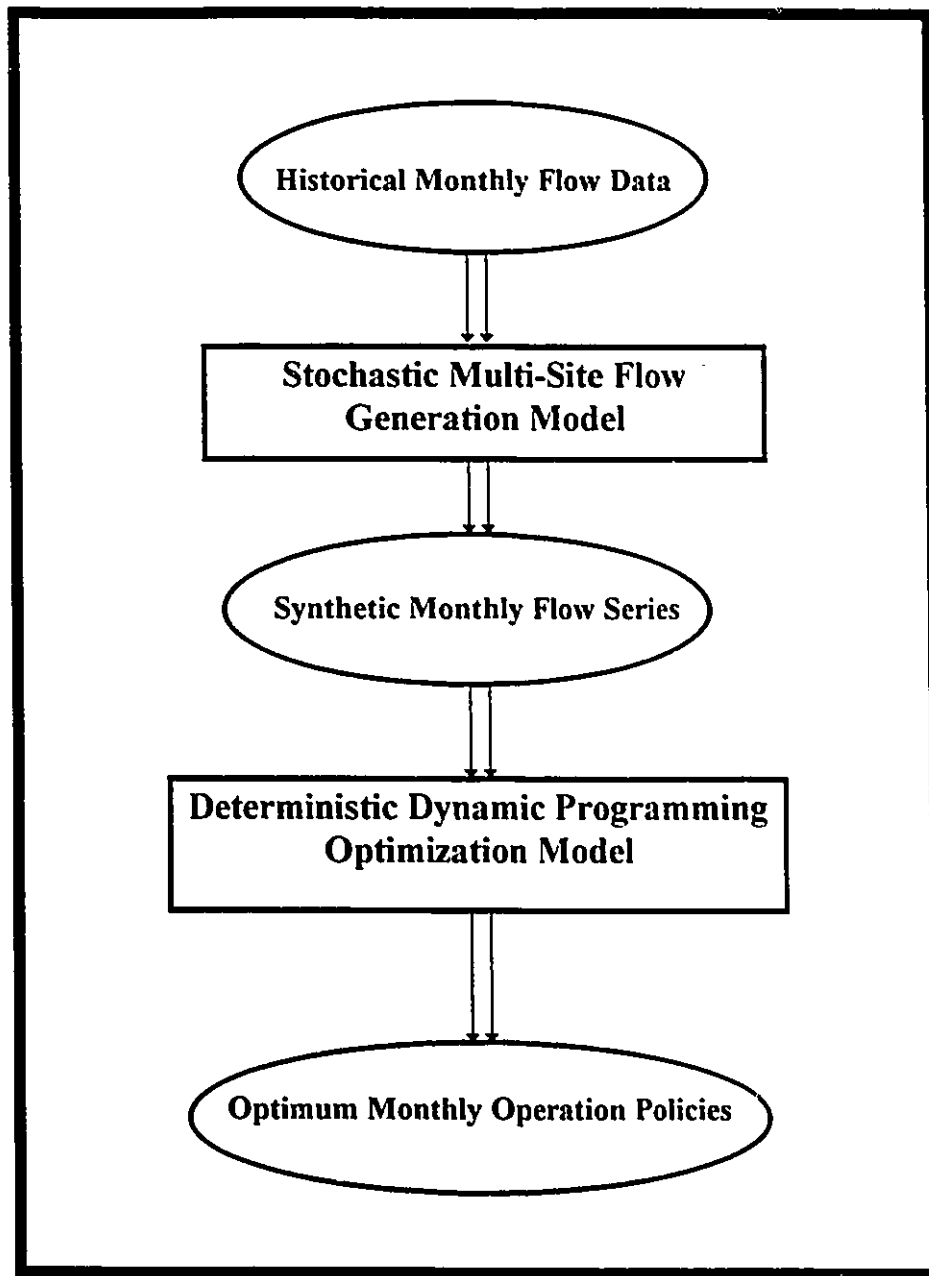 Historical Monthly Flow Data
Stochastic Multi-Site Flow
Generation Model
Synthetic Monthly Flow Series
Deterministic Dynamic Programming
Optimization Model
Optimum Monthly Operation Policies